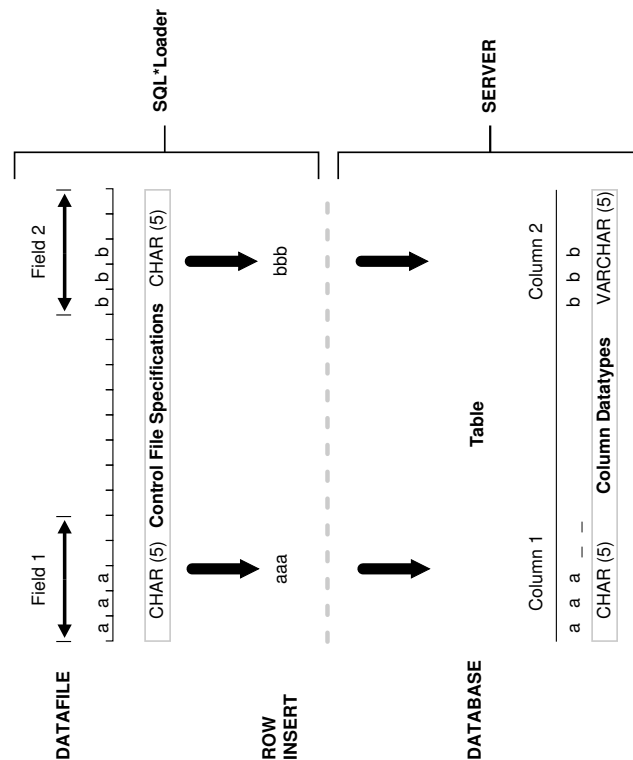 SQL*Loader
DATAFILE
Field 1
Field 2
a a a
b b b
CHAR (5) Control File Specifications CHAR (5)
ROW
INSERT
aaa
bbb
SERVER
DATABASE
Table
Column 1
Column 2
a a a _ _
b b b
CHAR (5) Column Datatypes VARCHAR (5)